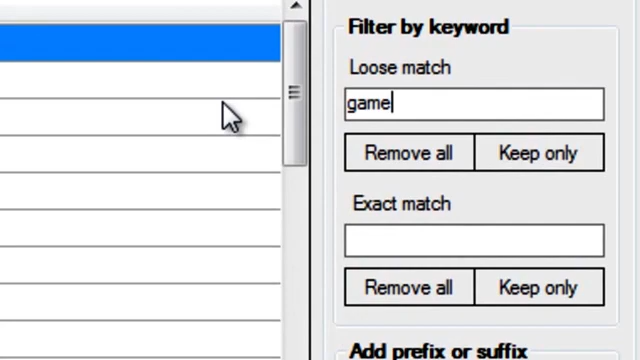 Filter by keyword
Loose match
game
Remove all
Keep only
Exact match
Remove all
Keep only
Add prefix or suffix